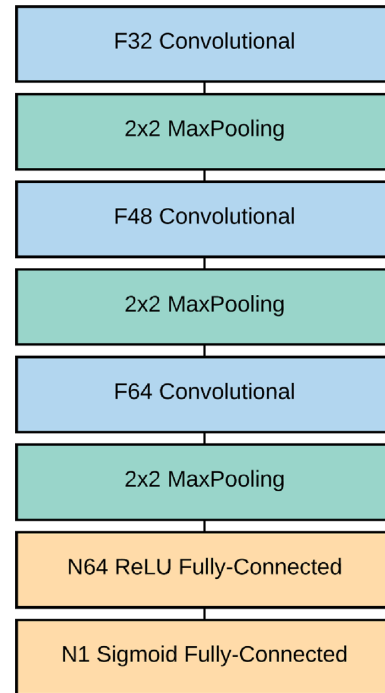 F32 Convolutional
2x2 MaxPooling
F48 Convolutional
2x2 MaxPooling
F64 Convolutional
2x2 MaxPooling
N64 ReLU Fully-Connected
N1 Sigmoid Fully-Connected